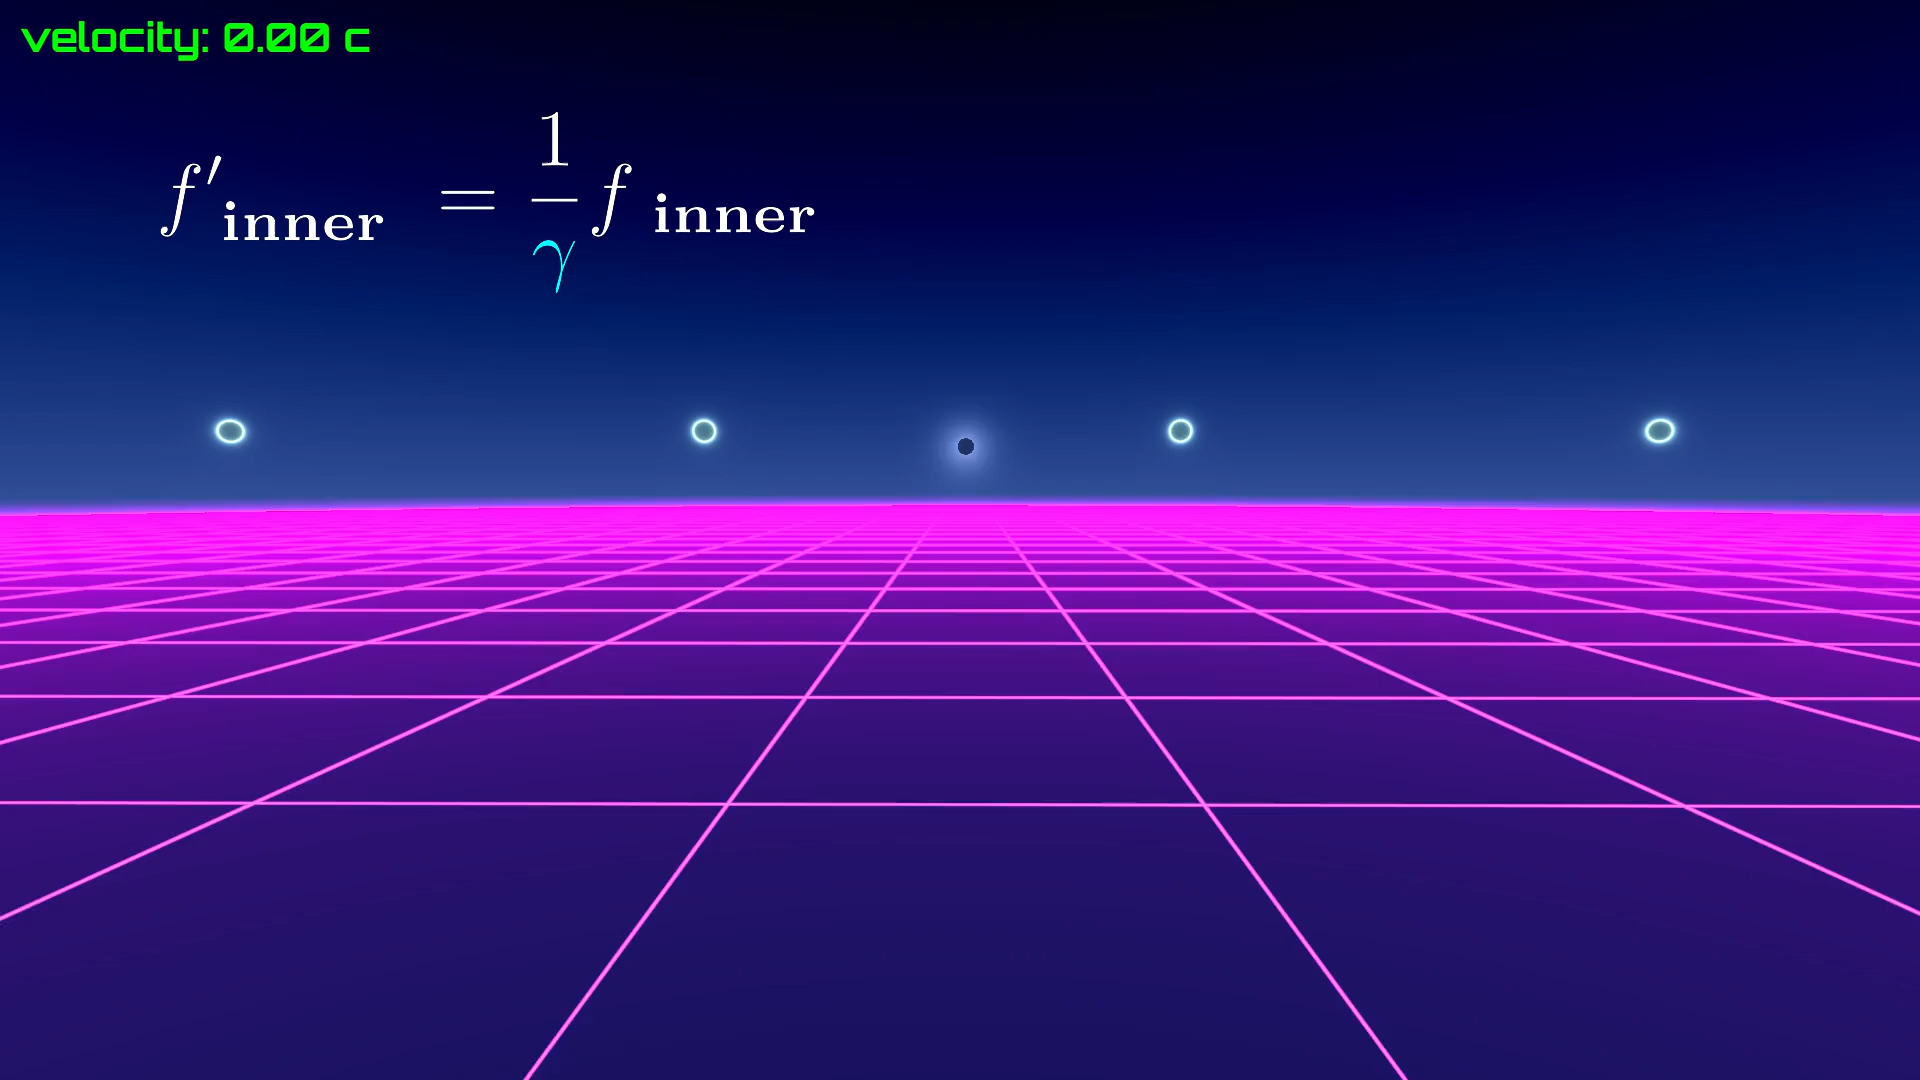 velocity: 0.00 c
f′inner = 1/γ f inner